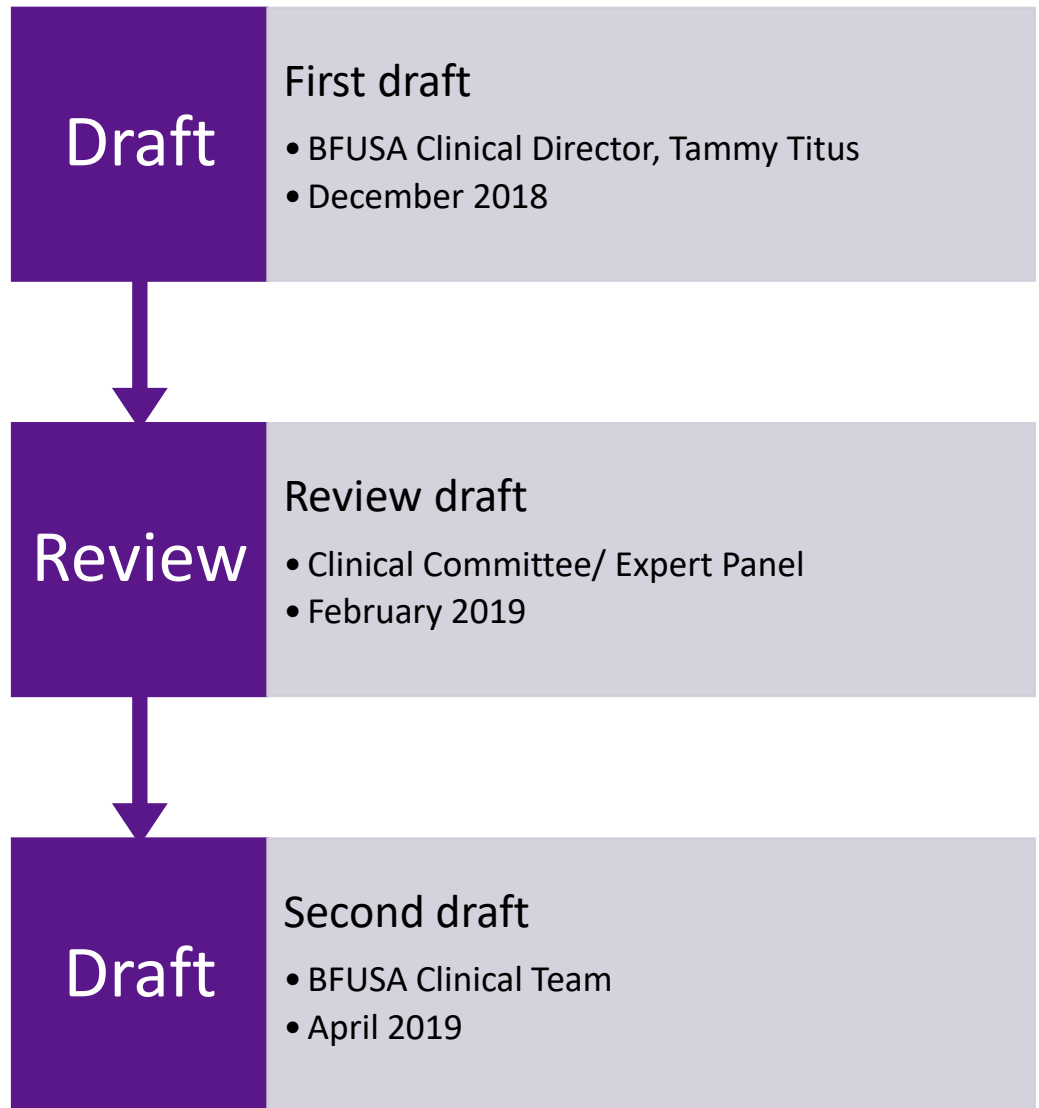 Draft
First draft
• BFUSA Clinical Director, Tammy Titus
• December 2018
Review
Review draft
• Clinical Committee/ Expert Panel
• February 2019
Draft
Second draft
• BFUSA Clinical Team
• April 2019